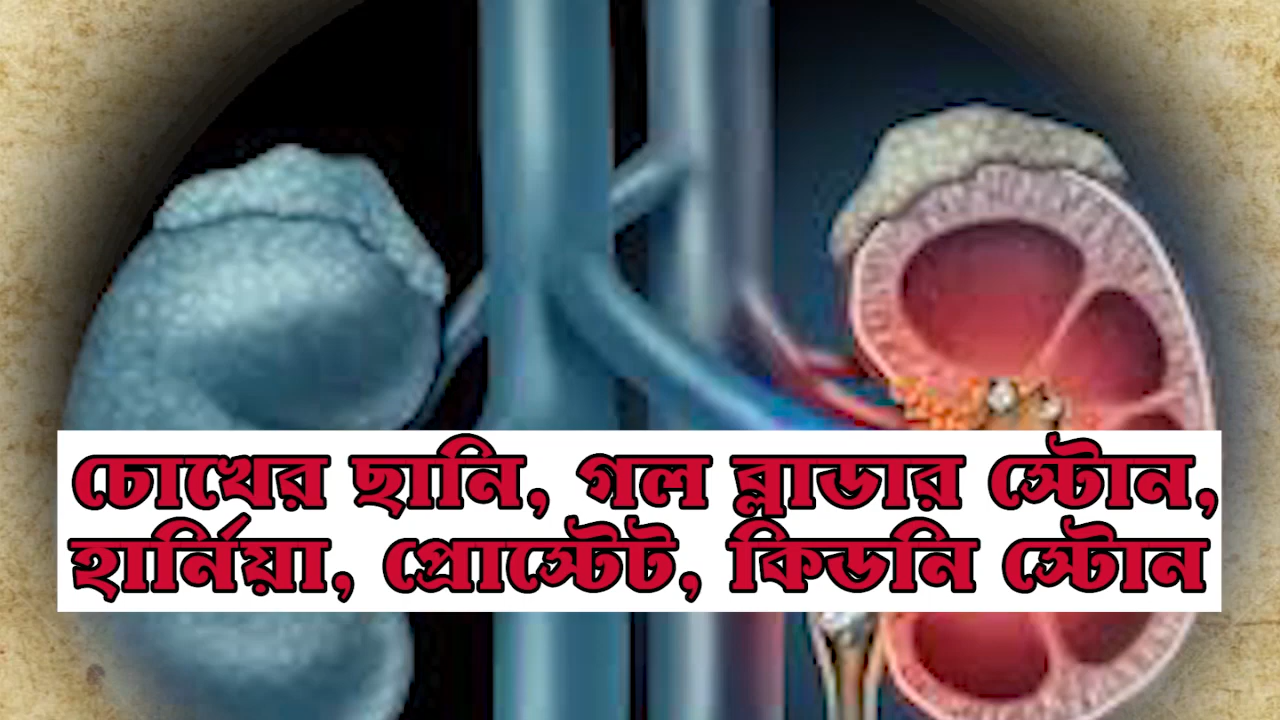 চোখের ছানি, গল ব্লাডার স্টোন,
হার্নিয়া, প্রোস্টেট, কিডনি স্টোন